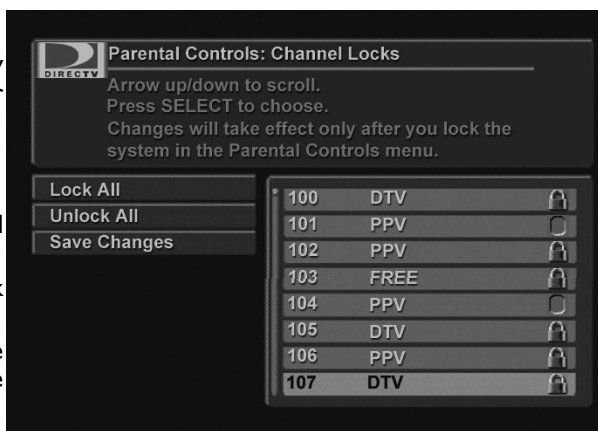 DIRECTV
Parental Controls: Channel Locks
Arrow up/down to scroll.
Press SELECT to choose.
Changes will take effect only after you lock the
system in the Parental Controls menu.
Lock All
Unlock All
Save Changes
100 DTV
101 PPV
102 PPV
103 FREE
104 PPV
105 DTV
106 PPV
107 DTV